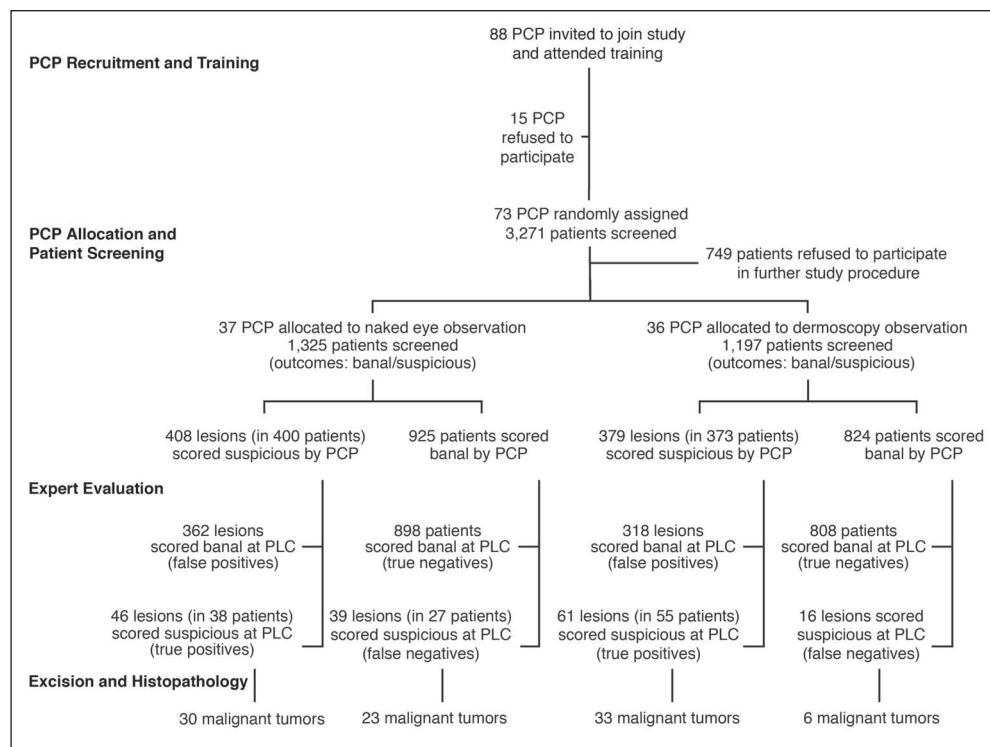 88 PCP invited to join study
and attended training
PCP Recruitment and Training
15 PCP
refused to
participate
73 PCP randomly assigned
3,271 patients screened
PCP Allocation and
Patient Screening
749 patients refused to participate
in further study procedure
37 PCP allocated to naked eye observation
1,325 patients screened
(outcomes: banal/suspicious)
36 PCP allocated to dermoscopy observation
1,197 patients screened
(outcomes: banal/suspicious)
408 lesions (in 400 patients)
scored suspicious by PCP
925 patients scored
banal by PCP
379 lesions (in 373 patients)
scored suspicious by PCP
824 patients scored
banal by PCP
Expert Evaluation
362 lesions
scored banal at PLC
(false positives)
898 patients
scored banal at PLC
(true negatives)
318 lesions
scored banal at PLC
(false positives)
808 patients
scored banal at PLC
(true negatives)
46 lesions (in 38 patients)
scored suspicious at PLC
(true positives)
39 lesions (in 27 patients)
scored suspicious at PLC
(false negatives)
61 lesions (in 55 patients)
scored suspicious at PLC
(true positives)
16 lesions scored
suspicious at PLC
(false negatives)
Excision and Histopathology
30 malignant tumors
23 malignant tumors
33 malignant tumors
6 malignant tumors